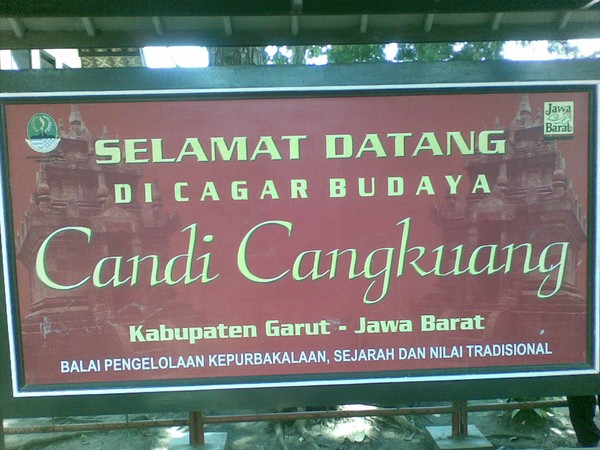 SELAMAT DATANG
Jawa Barat
DI CAGAR BUDAYA
Candi Cangkuang
Kabupaten Garut - Jawa Barat
BALAI PENGELOLAAN KEPURBAKALAAN, SEJARAH DAN NILAI TRADISIONAL